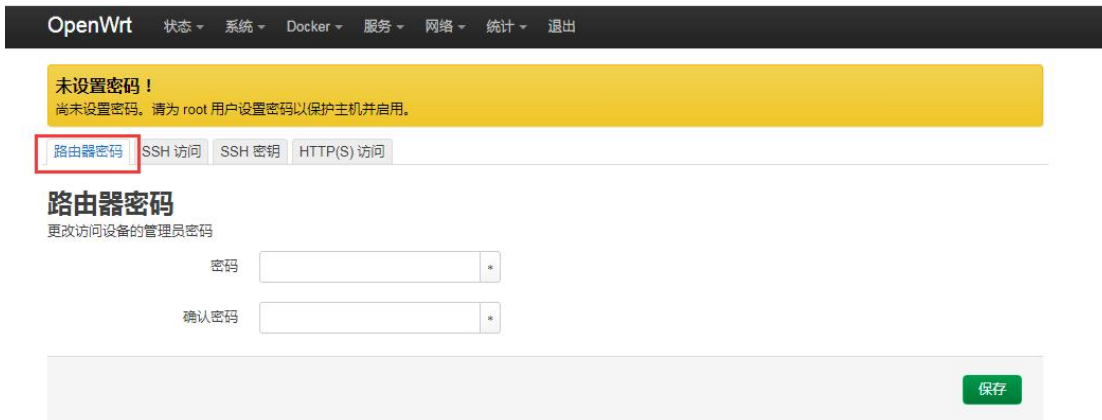 OpenWrt 状态 系统 Docker 服务 网络 统计 退出
未设置密码！
尚未设置密码。请为 root 用户设置密码以保护主机并启用。
路由器密码 SSH 访问 SSH 密钥 HTTP(S) 访问
路由器密码
更改访问设备的管理员密码
密码 *
确认密码 *
保存